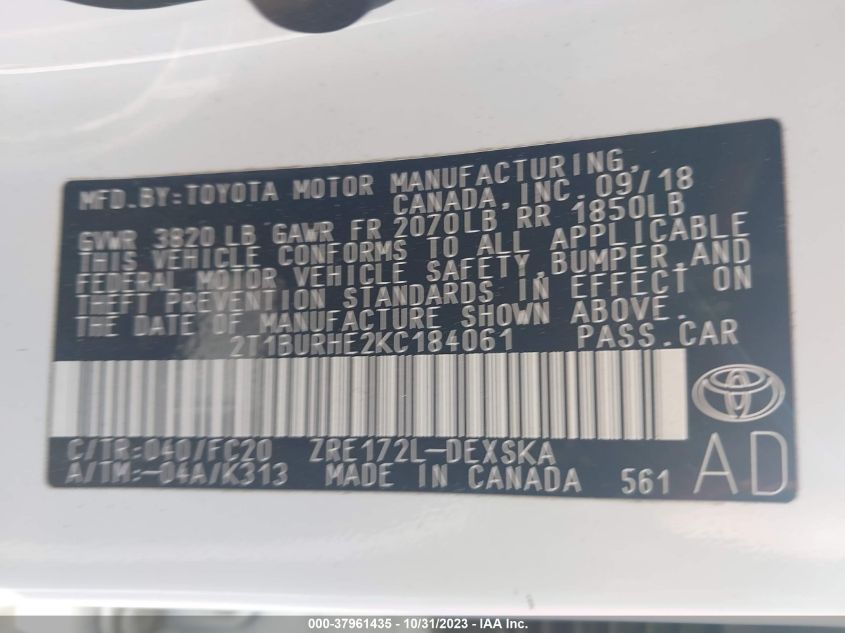 MFD.BY:TOYOTA MOTOR MANUFACTURING,
CANADA, INC. 09/18
GVWR 3820 LB GAWR FR 2070LB RR 1850LB
THIS VEHICLE CONFORMS TO ALL APPLICABLE
FEDERAL MOTOR VEHICLE SAFETY,BUMPER,AND
THEFT PREVENTION STANDARDS IN EFFECT ON
THE DATE OF MANUFACTURE SHOWN ABOVE.
2T1BURHE2KC184061 PASS.CAR
C/TR:040/FC20 ZRE172L-DEXSKA
A/TM:-04A/K313 MADE IN CANADA 561
AD
000-37961435 - 10/31/2023 - IAA Inc.